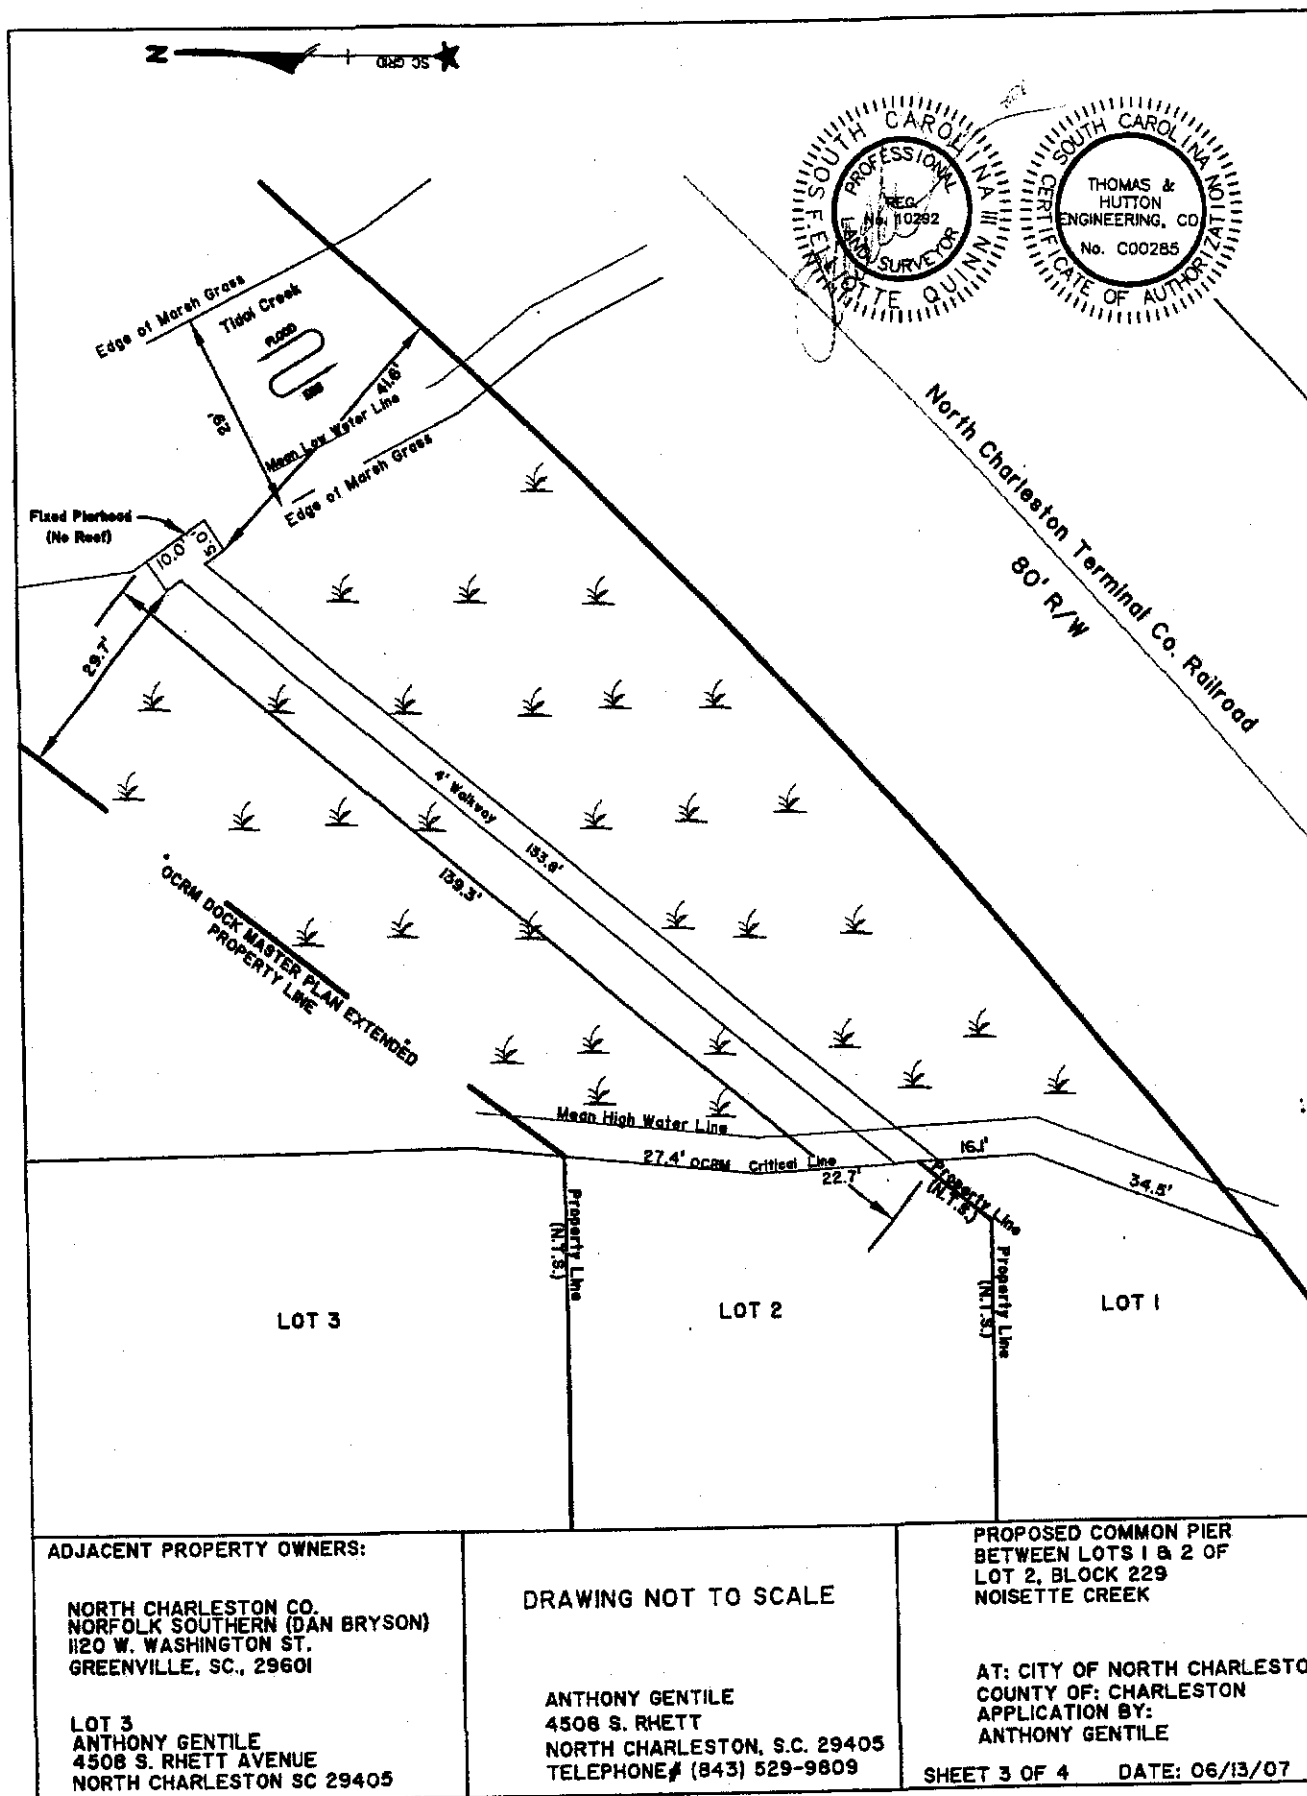 N
SC GRID
SOUTH CAROLINA
PROFESSIONAL
REG.
No. 10292
LAND SURVEYOR
F. ELLIOTTE QUINN III
SOUTH CAROLINA
THOMAS &
HUTTON
ENGINEERING, CO
No. C00285
CERTIFICATE OF AUTHORIZATION
Edge of Marsh Grass
Tidal Creek
FLOOD
EBB
62'
41.6'
Mean Low Water Line
Edge of Marsh Grass
North Charleston Terminal Co. Railroad
80' R/W
Fixed Pierhead
(No Roof)
10.0'
5.0'
29.7'
4' Walkway
133.8'
139.3'
"OCRM DOCK MASTER PLAN EXTENDED"
PROPERTY LINE
Mean High Water Line
27.4'
OCRM Critical Line
22.7'
16.1'
34.5'
Property Line
(N.T.S.)
Property Line
(N.T.S.)
Property Line
(N.T.S.)
LOT 3
LOT 2
LOT 1
ADJACENT PROPERTY OWNERS:
NORTH CHARLESTON CO.
NORFOLK SOUTHERN (DAN BRYSON)
1120 W. WASHINGTON ST.
GREENVILLE, SC., 29601
LOT 3
ANTHONY GENTILE
4508 S. RHETT AVENUE
NORTH CHARLESTON SC 29405
DRAWING NOT TO SCALE
ANTHONY GENTILE
4508 S. RHETT
NORTH CHARLESTON, S.C. 29405
TELEPHONE# (843) 529-9809
PROPOSED COMMON PIER
BETWEEN LOTS 1 & 2 OF
LOT 2, BLOCK 229
NOISETTE CREEK
AT: CITY OF NORTH CHARLESTO
COUNTY OF: CHARLESTON
APPLICATION BY:
ANTHONY GENTILE
SHEET 3 OF 4 DATE: 06/13/07